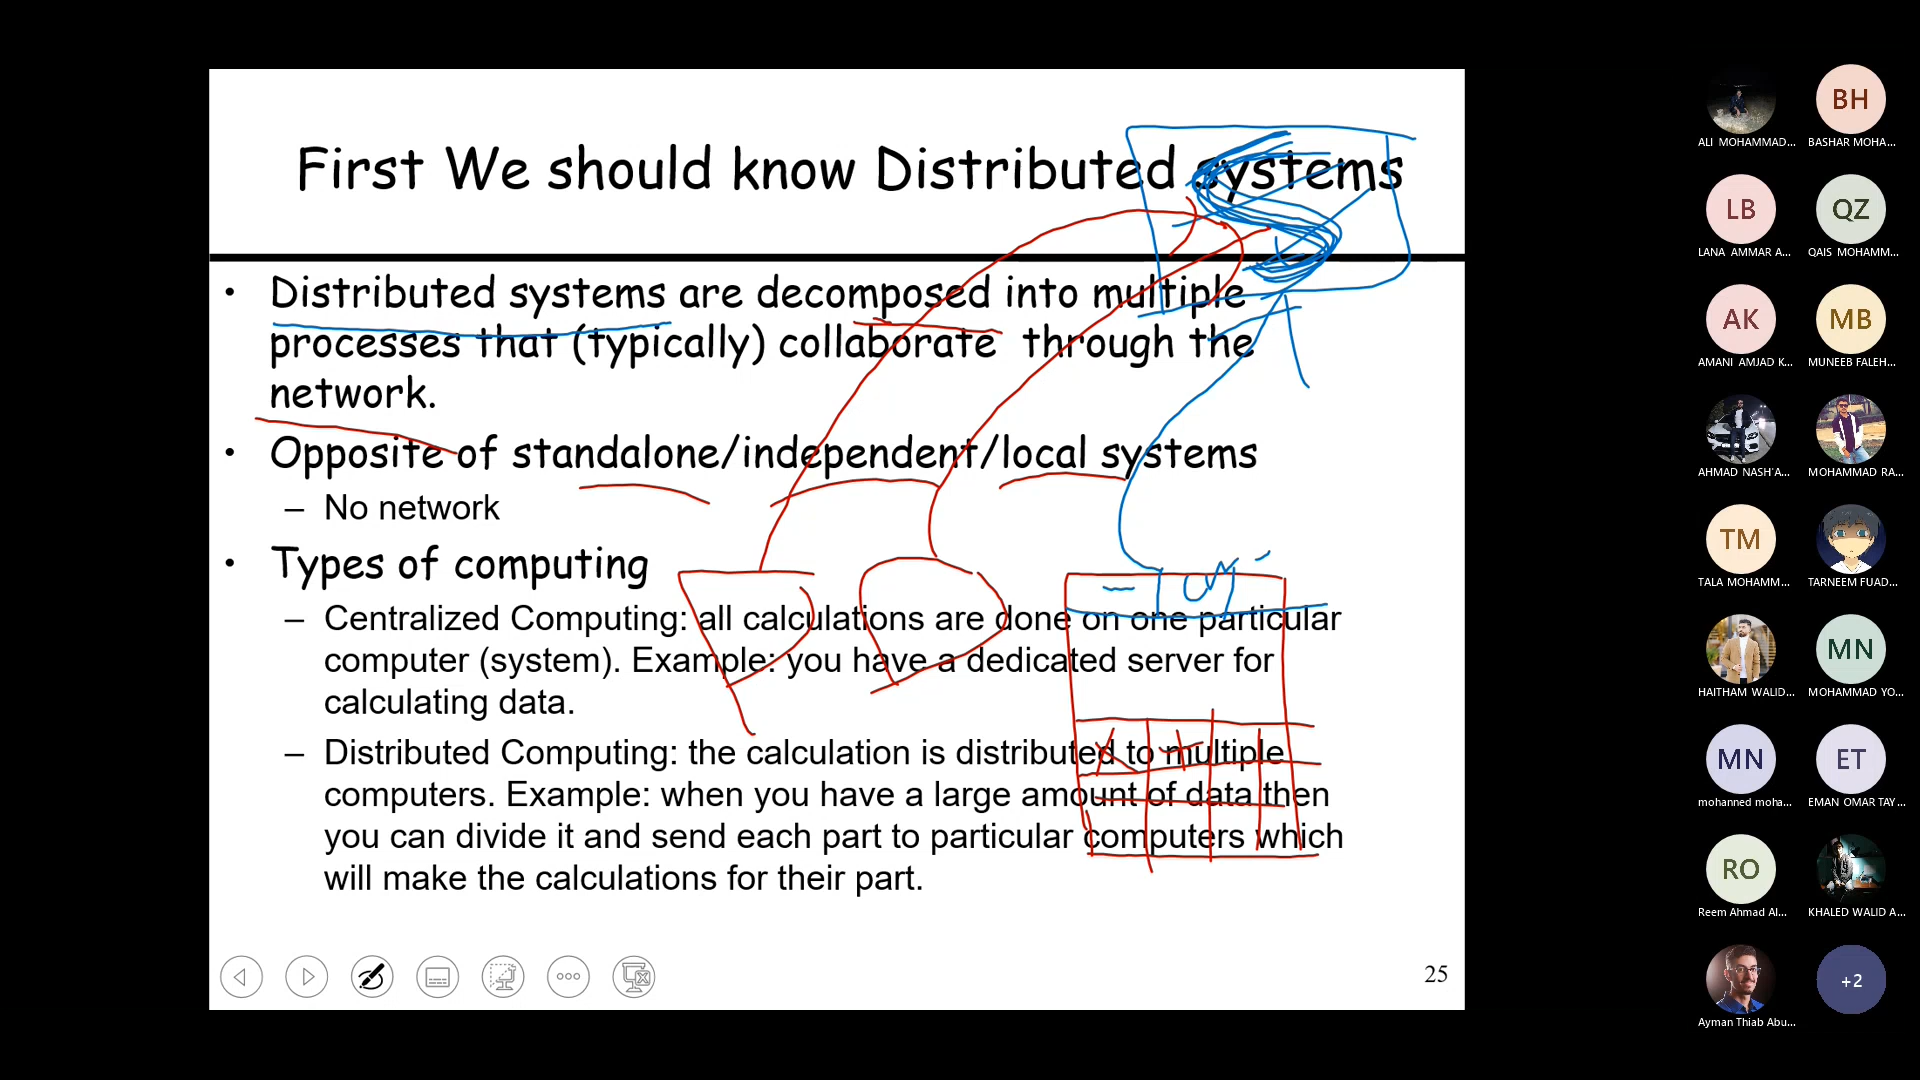 First We should know Distributed systems
• Distributed systems are decomposed into multiple
processes that (typically) collaborate through the
network.
• Opposite of standalone/independent/local systems
– No network
• Types of computing
– Centralized Computing: all calculations are done on one particular
computer (system). Example: you have a dedicated server for
calculating data.
– Distributed Computing: the calculation is distributed to multiple
computers. Example: when you have a large amount of data then
you can divide it and send each part to particular computers which
will make the calculations for their part.
25
BH
ALI MOHAMMAD...
BASHAR MOHA...
LB
QZ
LANA AMMAR A...
QAIS MOHAMM...
AK
MB
AMANI AMJAD K...
MUNEEB FALEH...
AHMAD NASH'A...
MOHAMMAD RA...
TM
TALA MOHAMM...
TARNEEM FUAD...
MN
HAITHAM WALID...
MOHAMMAD YO...
MN
ET
mohanned moha...
EMAN OMAR TAY...
RO
Reem Ahmad Al...
KHALED WALID A...
+2
Ayman Thiab Abu...